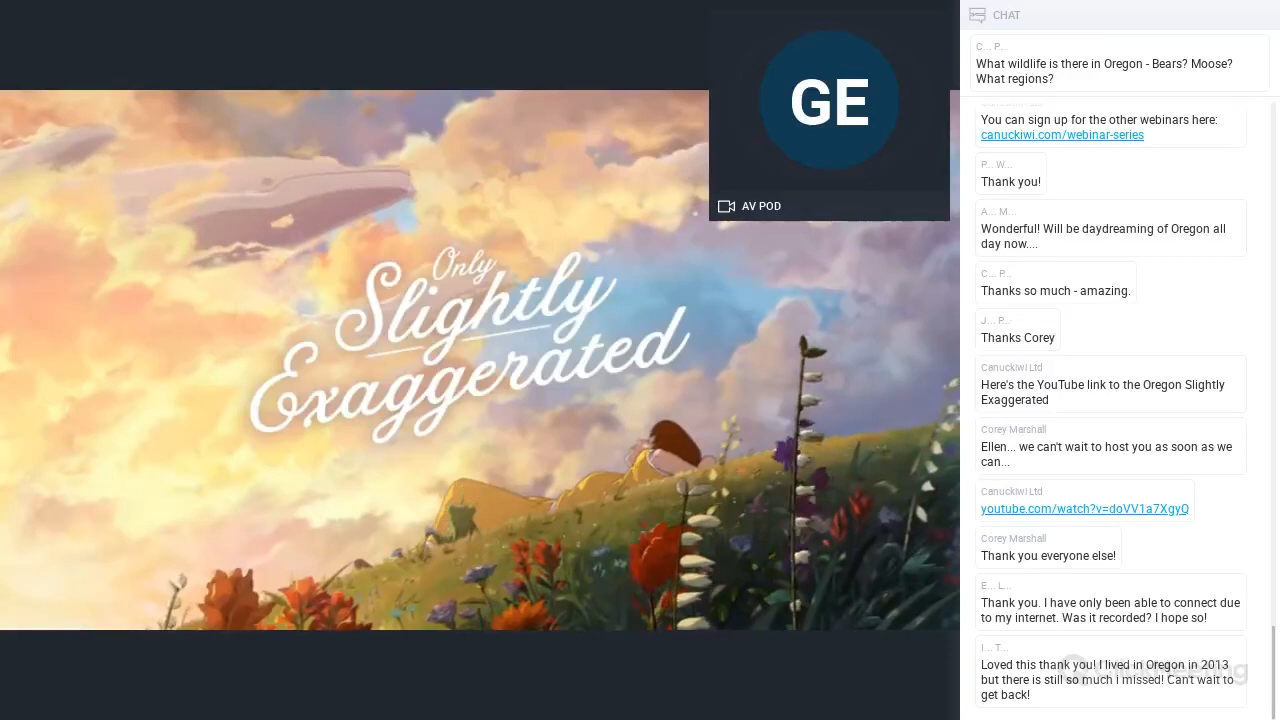 Only
Slightly
Exaggerated
GE
AV POD
CHAT
C... P...
What wildlife is there in Oregon - Bears? Moose?
What regions?
You can sign up for the other webinars here:
canuckiwi.com/webinar-series
P... W...
Thank you!
A... M...
Wonderful! Will be daydreaming of Oregon all
day now....
C... P...
Thanks so much - amazing.
J... P...
Thanks Corey
Canuckiwi Ltd
Here's the YouTube link to the Oregon Slightly
Exaggerated
Corey Marshall
Ellen... we can't wait to host you as soon as we
can...
Canuckiwi Ltd
youtube.com/watch?v=doVV1a7XgyQ
Corey Marshall
Thank you everyone else!
E... L...
Thank you. I have only been able to connect due
to my internet. Was it recorded? I hope so!
I... T...
Loved this thank you! I lived in Oregon in 2013
but there is still so much I missed! Cant wait to
get back!